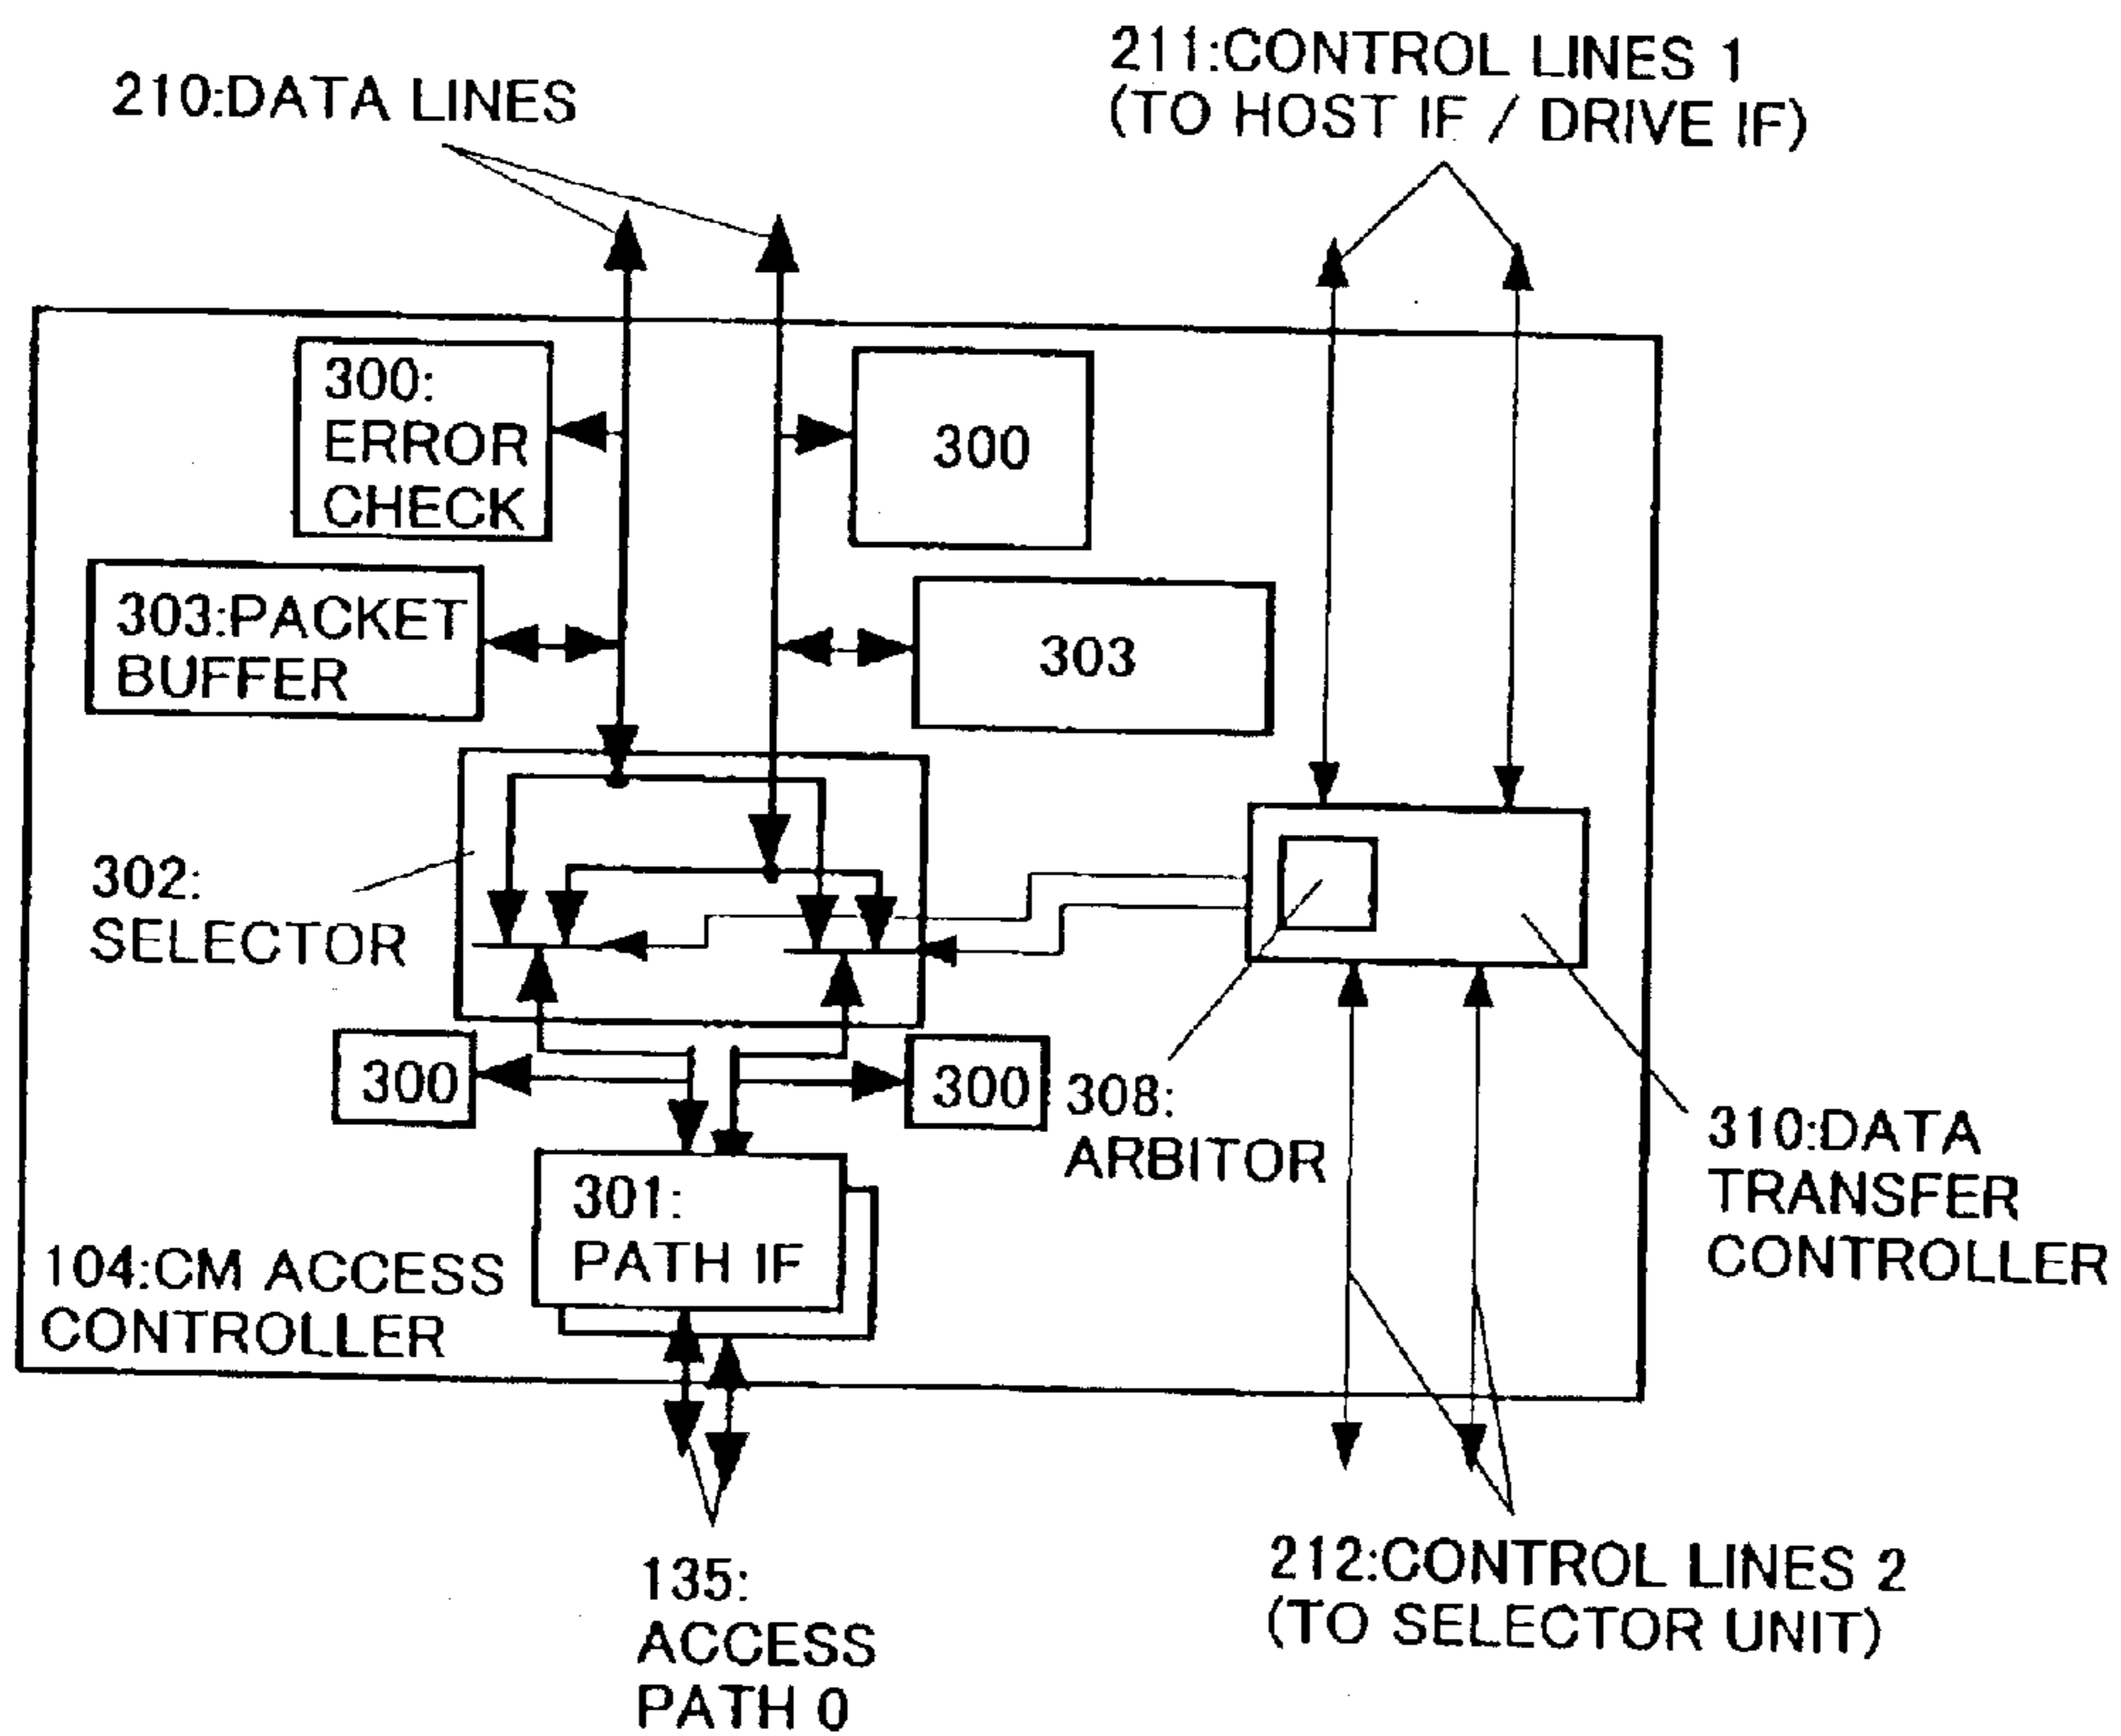 211:CONTROL LINES 1
(TO HOST IF / DRIVE IF)
210:DATA LINES
300:
ERROR
CHECK
300
303:PACKET
BUFFER
303
302:
SELECTOR
300
300
308:
ARBITOR
310:DATA
TRANSFER
CONTROLLER
301:
PATH IF
104:CM ACCESS
CONTROLLER
135:
ACCESS
PATH 0
212:CONTROL LINES 2
(TO SELECTOR UNIT)